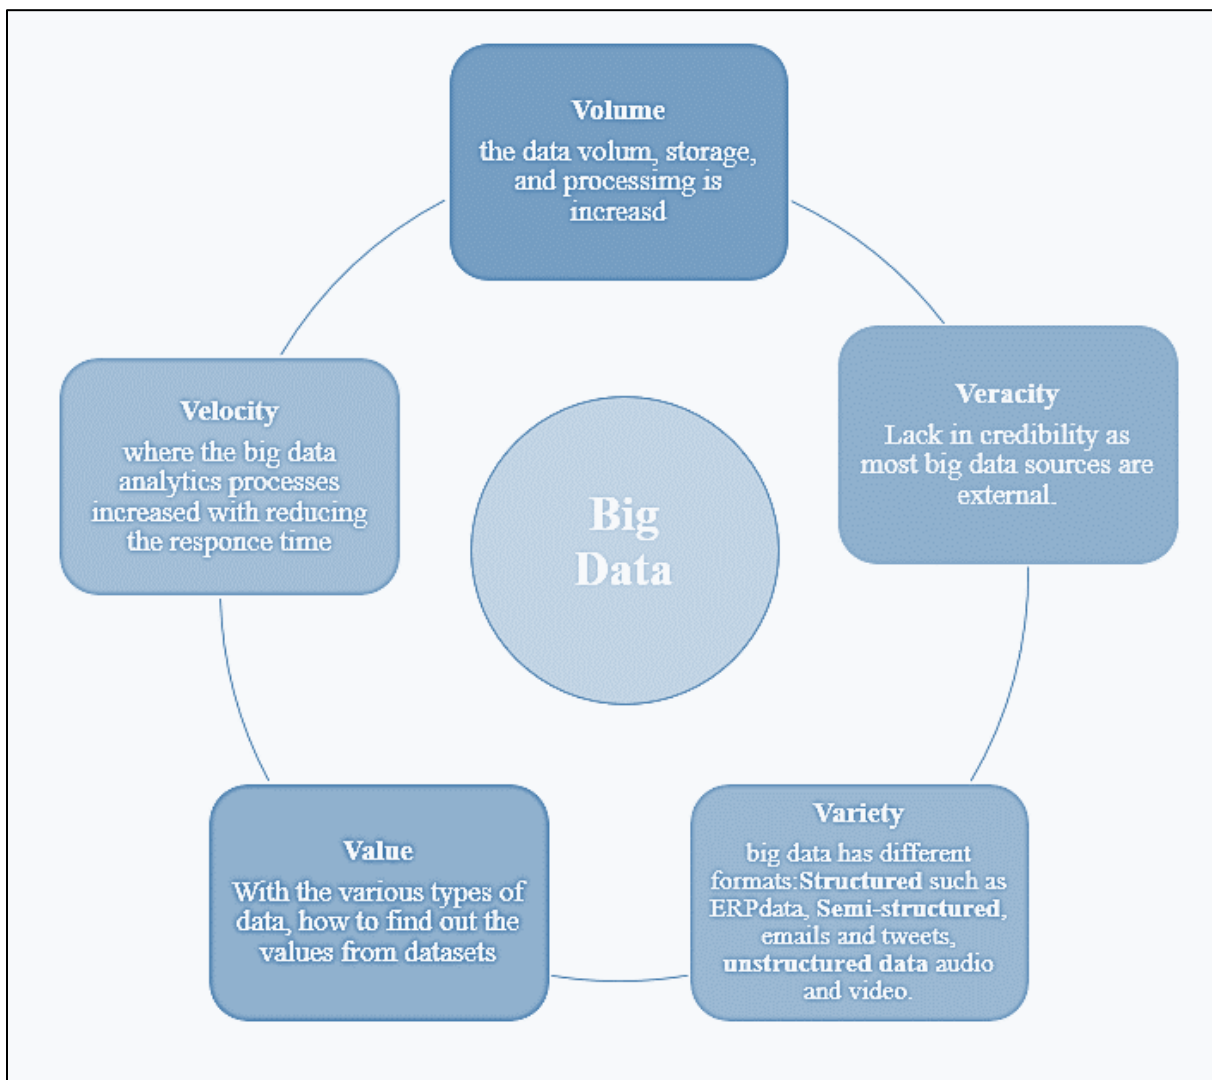 Volume
the data volum, storage,
and processimg is
increasd
Veracity
Lack in credibility as
most big data sources are
external.
Velocity
where the big data
analytics processes
increased with reducing
the responce time
Big
Data
Value
With the various types of
data, how to find out the
values from datasets
Variety
big data has different
formats:Structured such as
ERPdata, Semi-structured,
emails and tweets,
unstructured data audio
and video.